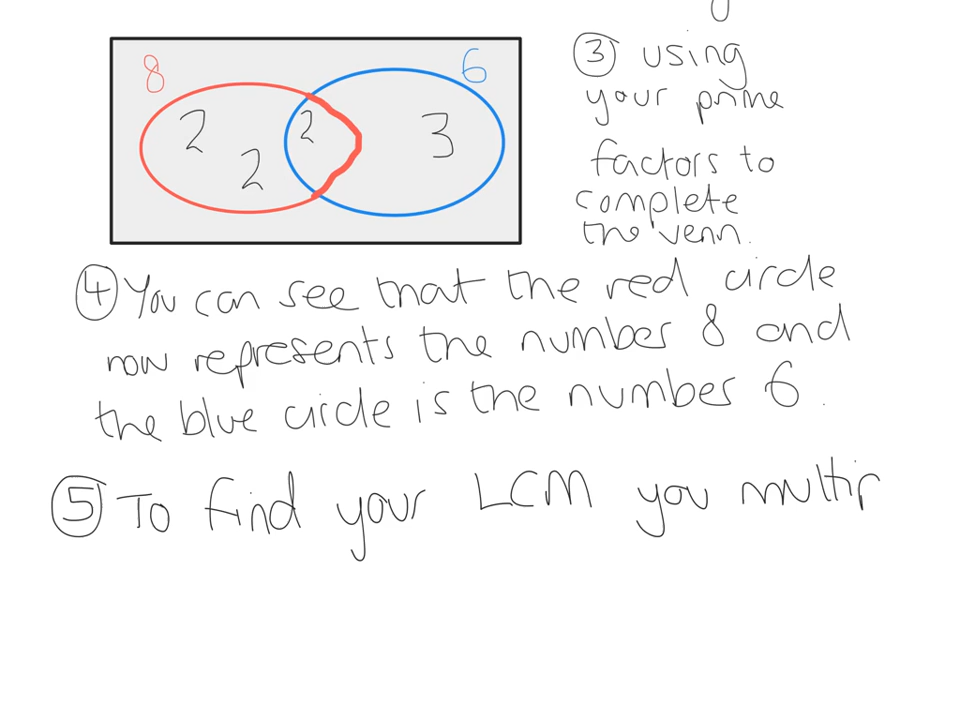 8
6
2
2
2
3
③ using
your prime
factors to
complete
the venn.
④ You can see that the red circle
now represents the number 8 and
the blue circle is the number 6.
⑤ To find your LCM you multip